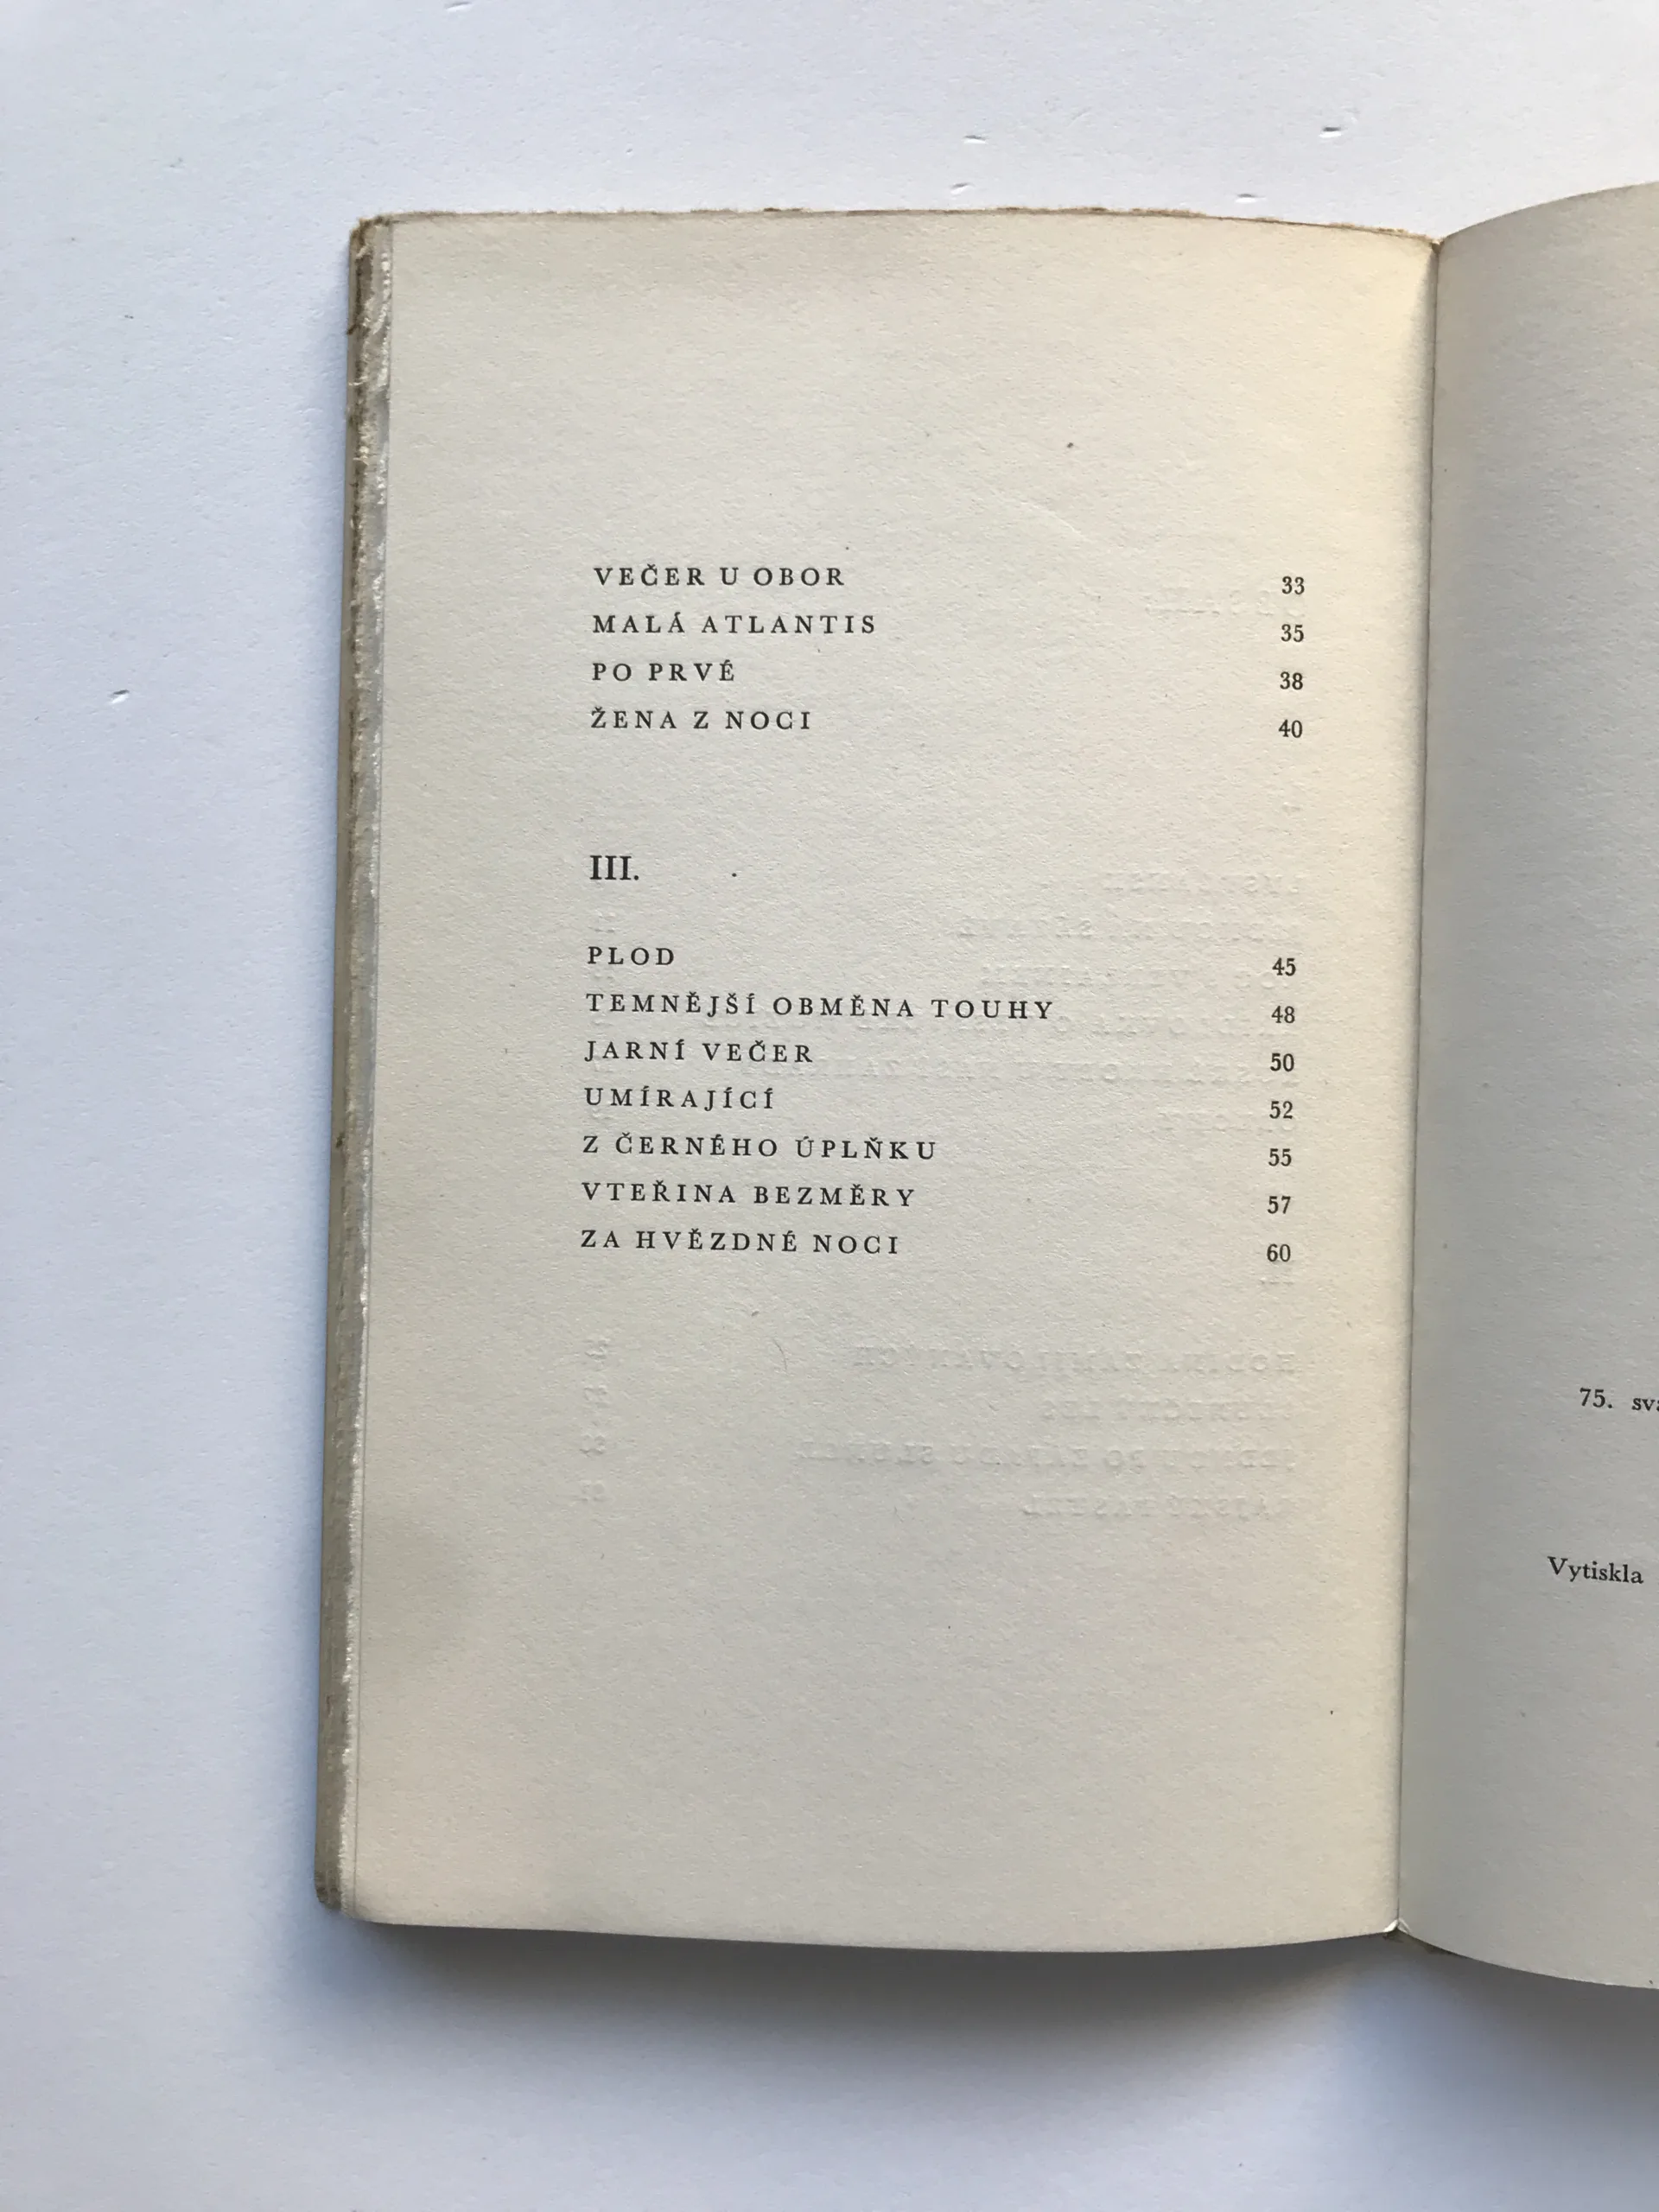 VEČER U OBOR 33
MALÁ ATLANTIS 35
PO PRVÉ 38
ŽENA Z NOCI 40
III.
PLOD 45
TEMNĚJŠÍ OBMĚNA TOUHY 48
JARNÍ VEČER 50
UMÍRAJÍCÍ 52
Z ČERNÉHO ÚPLŇKU 55
VTEŘINA BEZMĚRY 57
ZA HVĚZDNÉ NOCI 60
75.
Vytiskla